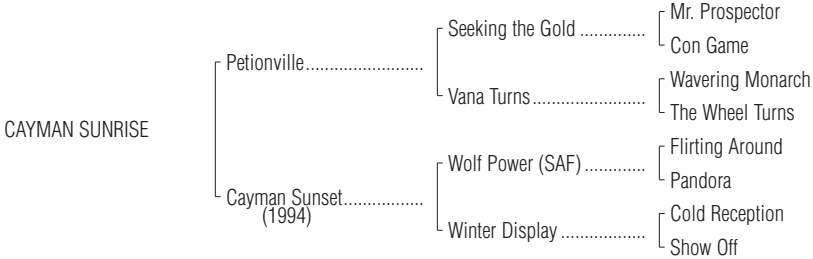 Mr. Prospector
Seeking the Gold ..............
Con Game
Petionville.........................
Wavering Monarch
Vana Turns........................
The Wheel Turns
CAYMAN SUNRISE
Flirting Around
Wolf Power (SAF) .............
Pandora
Cayman Sunset.................
(1994)
Cold Reception
Winter Display ..................
Show Off